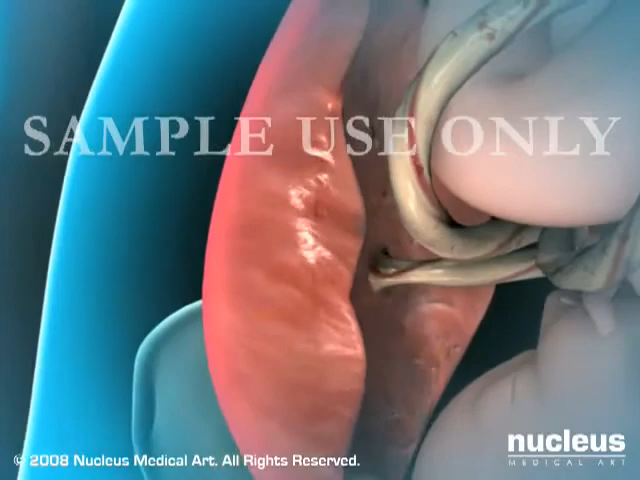 SAMPLE USE ONLY
nucleus
MEDICAL ART
© 2008 Nucleus Medical Art. All Rights Reserved.